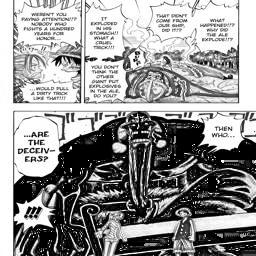 WHAT
HAPPENED!?
WHY DID
THE ALE
EXPLODE!?
THAT DIDN'T
COME FROM
OUR SHIP,
DID IT!?
IT
EXPLODED
IN HIS
STOMACH!!
WHAT A
CRUEL
TRICK!!!
YOU DON'T
THINK THE
OTHER
GIANT PUT
EXPLOSIVES
IN THE ALE,
DO YOU?
WEREN'T YOU
PAYING
ATTENTION!?
NOBODY WHO
FIGHTS A HUNDRED
YEARS FOR
HONOR...
...WOULD PULL
A DIRTY TRICK
LIKE THAT!!!
THEN
WHO...
...ARE
THE
DECEIV-
ERS?
!!!